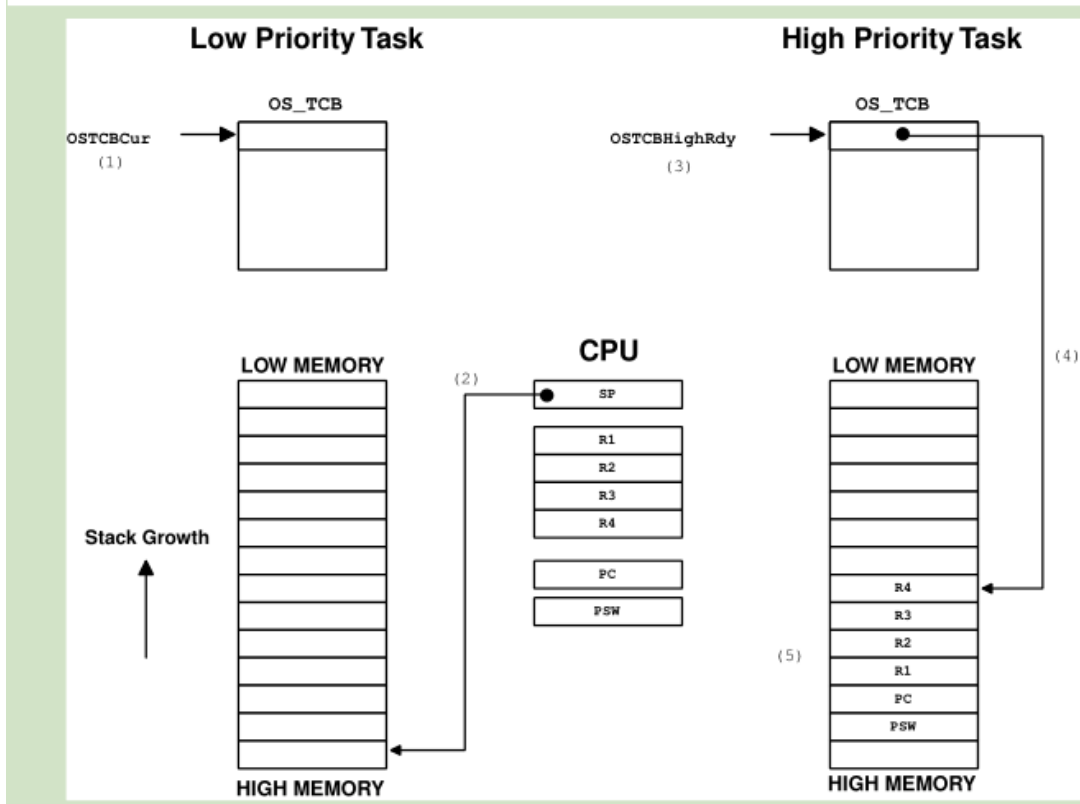 Low Priority Task
High Priority Task
OS_TCB
OS_TCB
OSTCBCur
(1)
OSTCBHighRdy
(3)
CPU
(4)
LOW MEMORY
LOW MEMORY
(2)
SP
R1
R2
R3
R4
PC
PSW
Stack Growth
R4
R3
R2
R1
PC
PSW
(5)
HIGH MEMORY
HIGH MEMORY